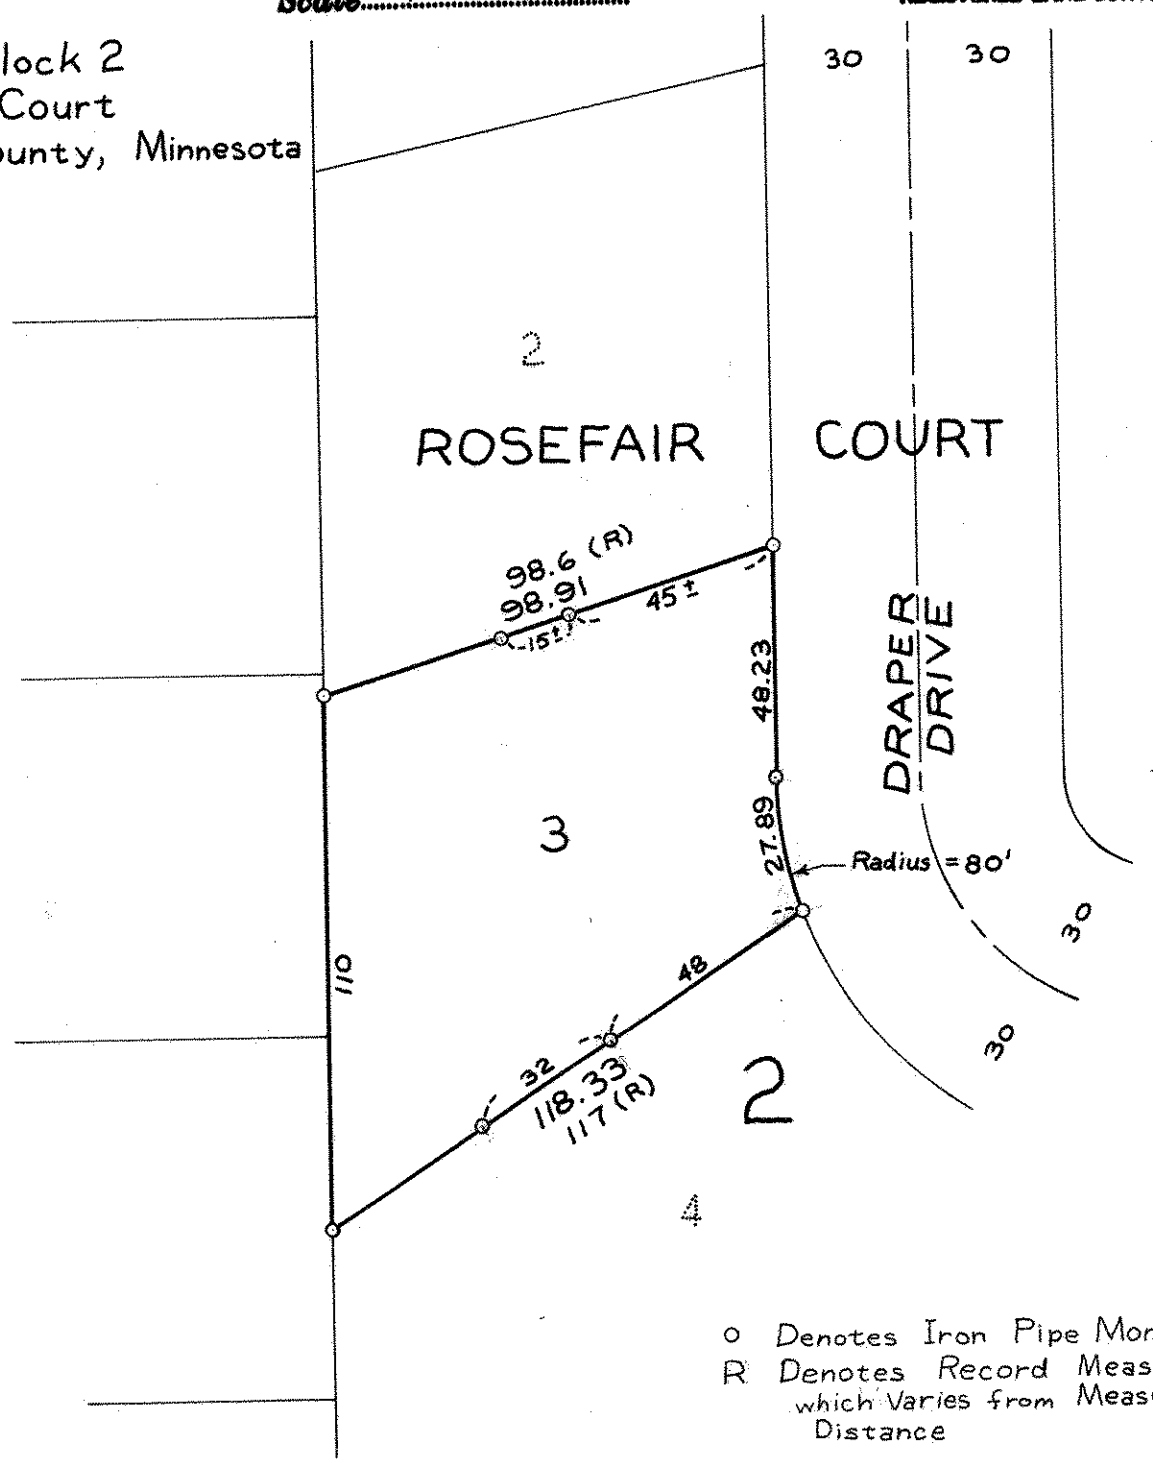 Scale
lock 2
Court
ounty, Minnesota
30
30
2
ROSEFAIR COURT
98.6 (R)
98.91
15±
45±
48.23
DRAPER
DRIVE
3
27.89
Radius = 80'
30
110
48
30
32
118.33
117 (R)
2
4
o Denotes Iron Pipe Mon
R Denotes Record Meas
which Varies from Meas
Distance